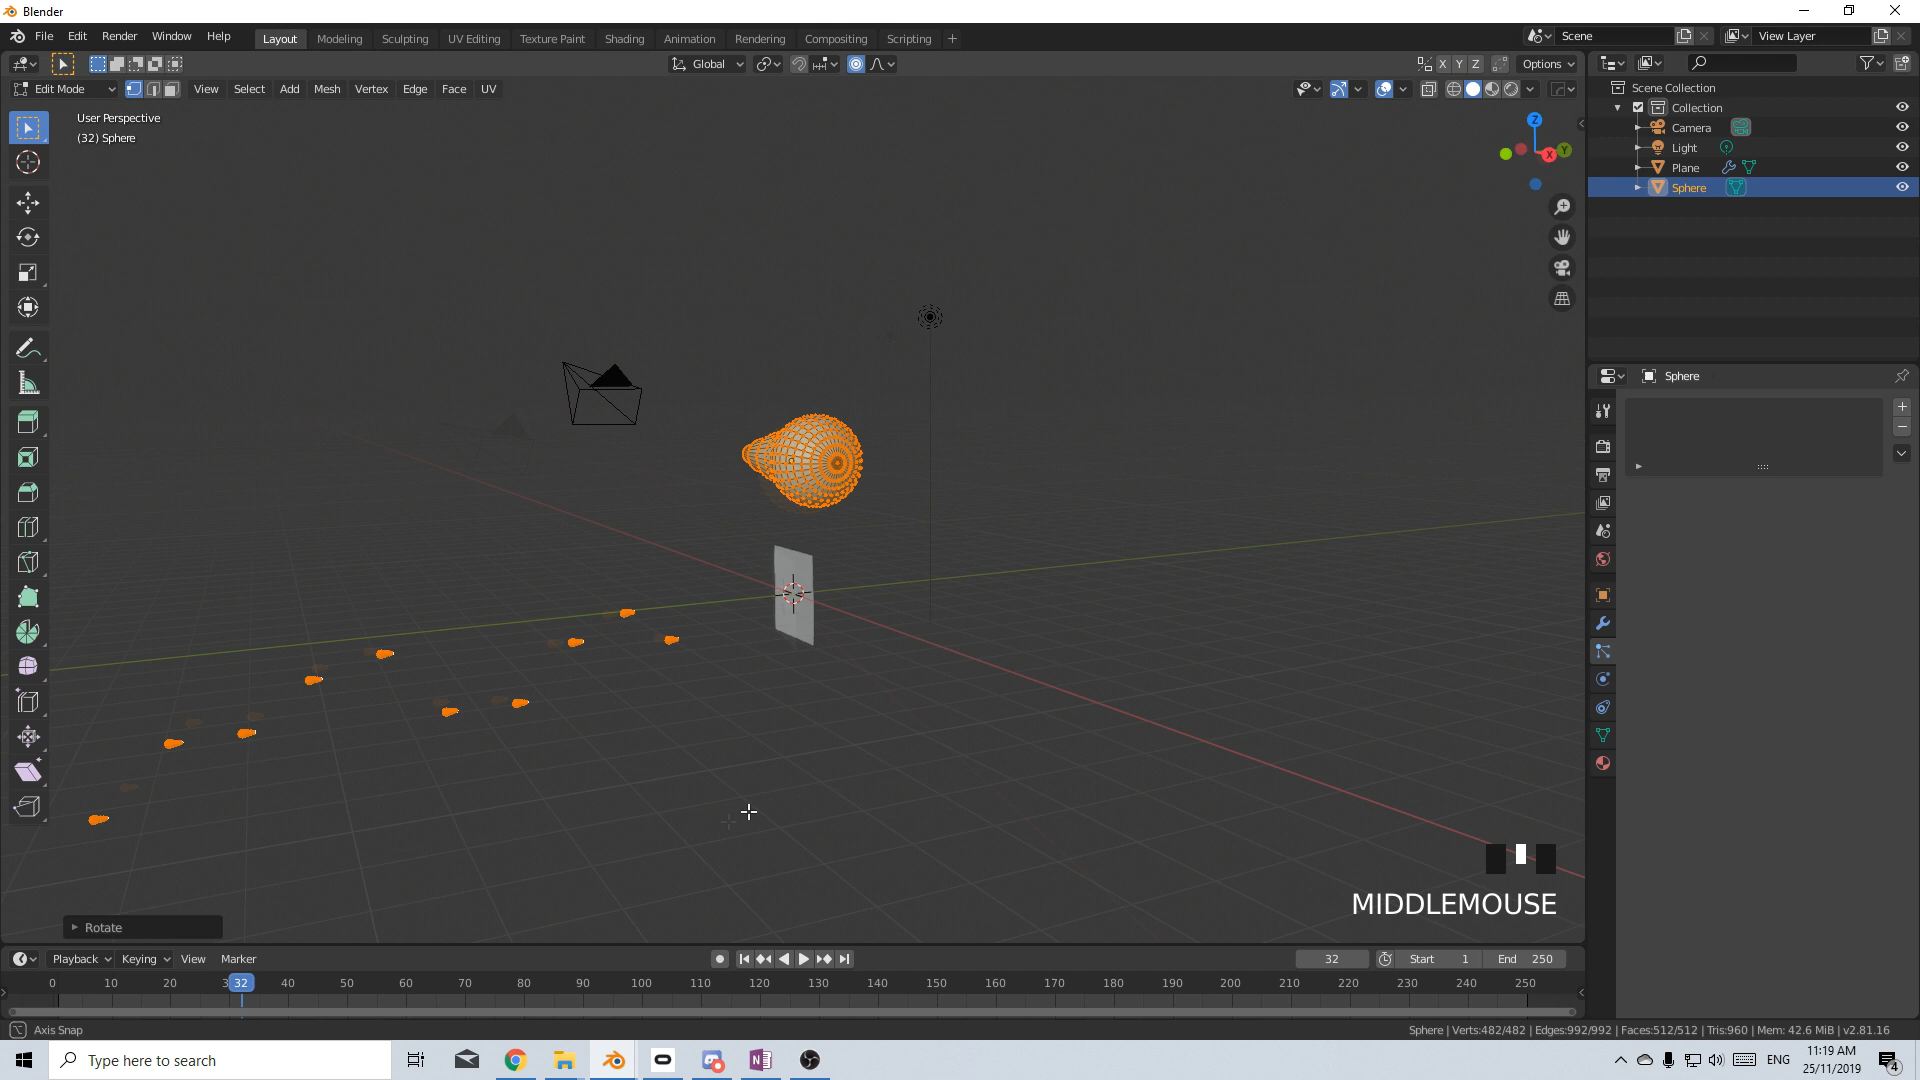 Blender
File Edit Render Window Help
Layout Modeling Sculpting UV Editing Texture Paint Shading Animation Rendering Compositing Scripting +
Scene
View Layer
Global
X Y Z
Options
Edit Mode
View Select Add Mesh Vertex Edge Face UV
User Perspective
(32) Sphere
Z
X
Y
Scene Collection
Collection
Camera
Light
Plane
Sphere
Sphere
MIDDLEMOUSE
Rotate
Playback Keying View Marker
32
Start 1
End 250
0 10 20 3 32 40 50 60 70 80 90 100 110 120 130 140 150 160 170 180 190 200 210 220 230 240 250
Axis Snap
Sphere | Verts:482/482 | Edges:992/992 | Faces:512/512 | Tris:960 | Mem: 42.6 MiB | v2.81.16
Type here to search
ENG
11:19 AM
25/11/2019
4